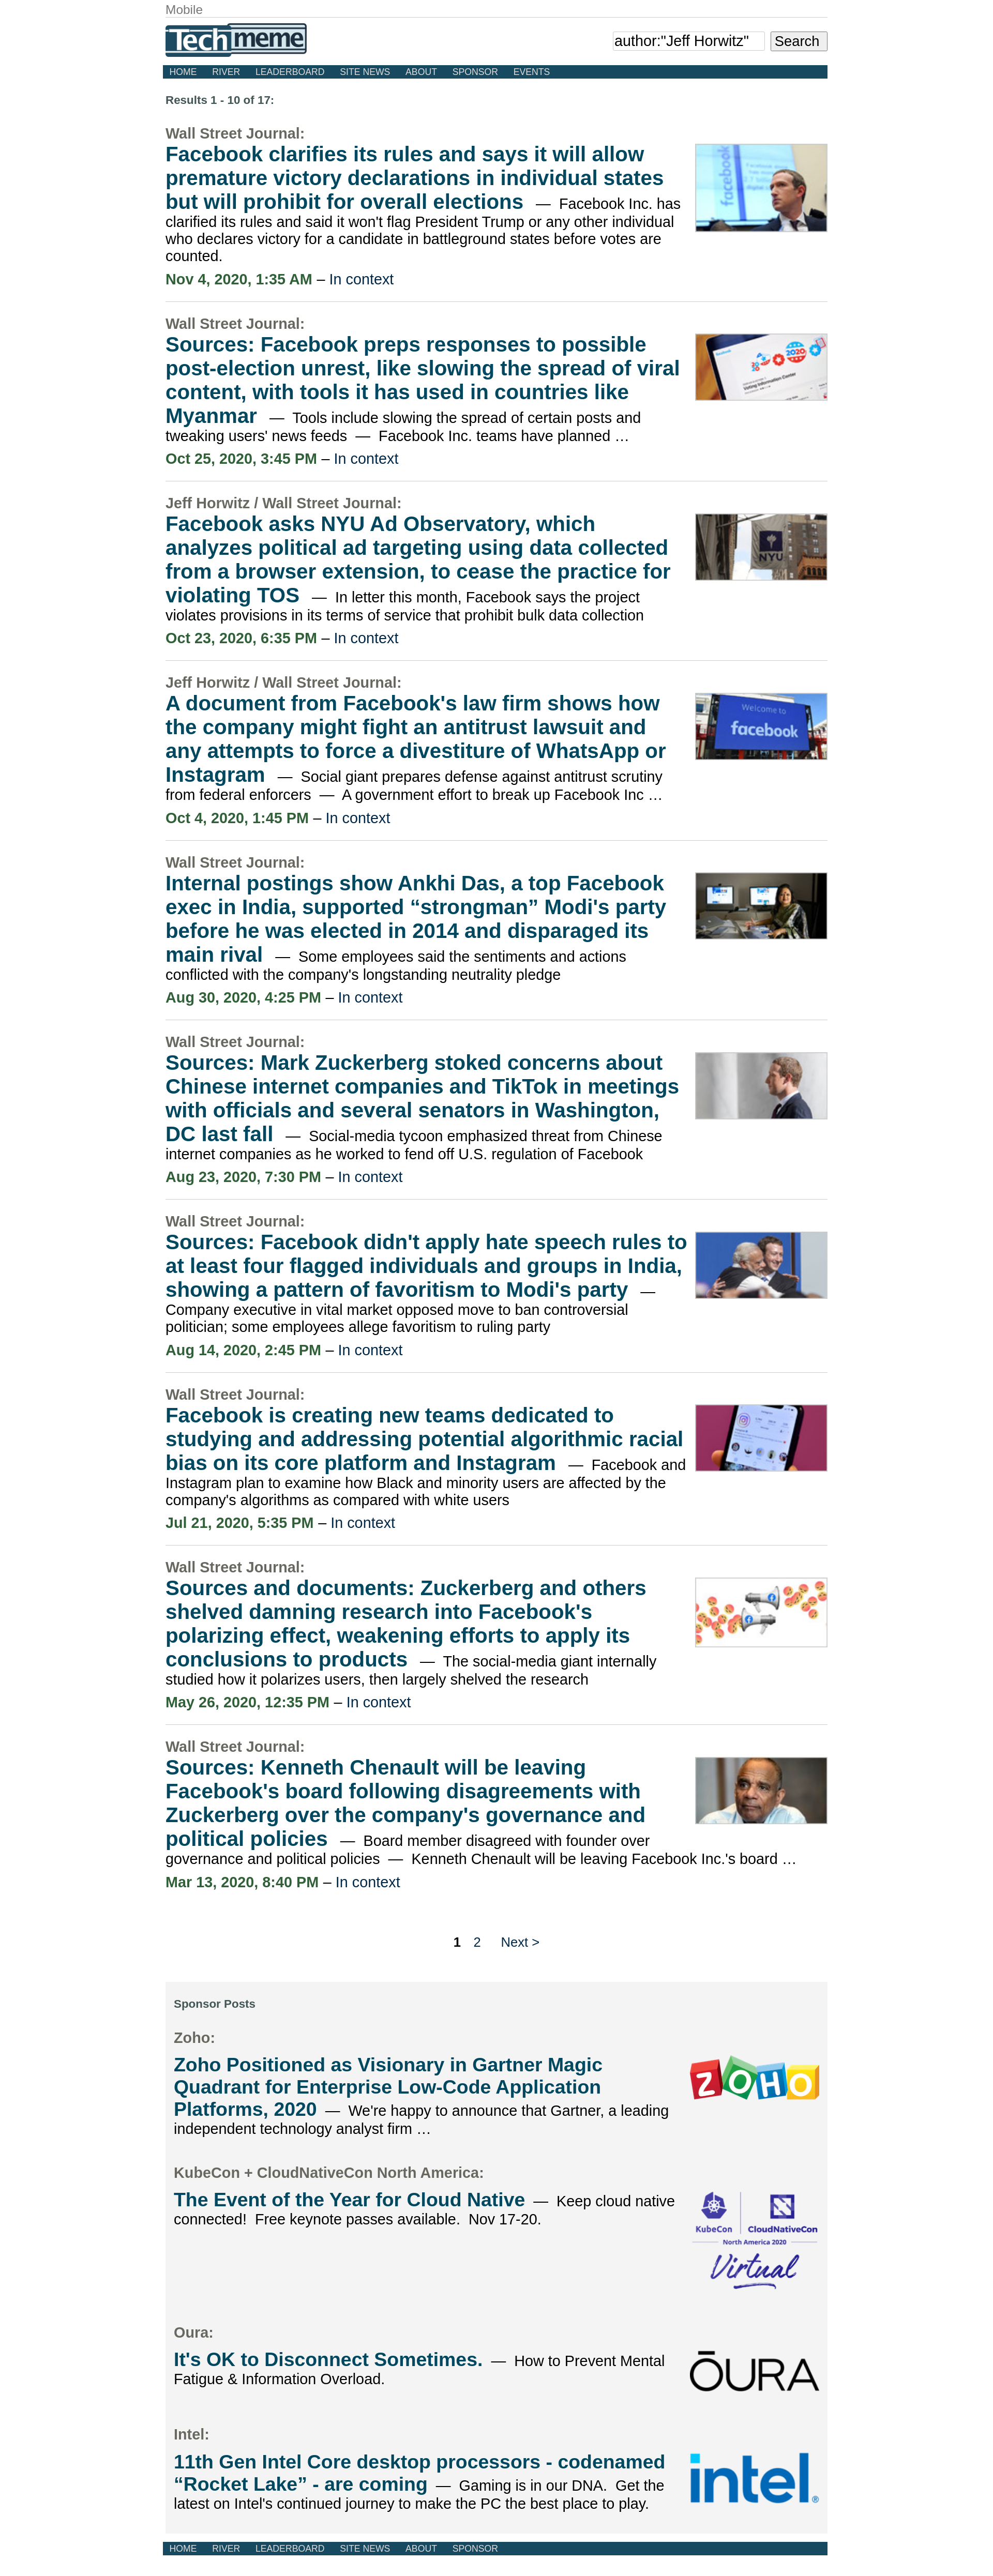 Mobile
Techmeme
author:"Jeff Horwitz" Search
HOME RIVER LEADERBOARD SITE NEWS ABOUT SPONSOR EVENTS
Results 1 - 10 of 17:
Wall Street Journal:
Facebook clarifies its rules and says it will allow
premature victory declarations in individual states
but will prohibit for overall elections — Facebook Inc. has
clarified its rules and said it won't flag President Trump or any other individual
who declares victory for a candidate in battleground states before votes are
counted.
Nov 4, 2020, 1:35 AM – In context
Wall Street Journal:
Sources: Facebook preps responses to possible
post-election unrest, like slowing the spread of viral
content, with tools it has used in countries like
Myanmar — Tools include slowing the spread of certain posts and
tweaking users' news feeds — Facebook Inc. teams have planned …
Oct 25, 2020, 3:45 PM – In context
Jeff Horwitz / Wall Street Journal:
Facebook asks NYU Ad Observatory, which
analyzes political ad targeting using data collected
from a browser extension, to cease the practice for
violating TOS — In letter this month, Facebook says the project
violates provisions in its terms of service that prohibit bulk data collection
NYU
Oct 23, 2020, 6:35 PM – In context
Jeff Horwitz / Wall Street Journal:
A document from Facebook's law firm shows how
the company might fight an antitrust lawsuit and
any attempts to force a divestiture of WhatsApp or
Instagram — Social giant prepares defense against antitrust scrutiny
from federal enforcers — A government effort to break up Facebook Inc …
Welcome to
facebook
Oct 4, 2020, 1:45 PM – In context
Wall Street Journal:
Internal postings show Ankhi Das, a top Facebook
exec in India, supported “strongman” Modi's party
before he was elected in 2014 and disparaged its
main rival — Some employees said the sentiments and actions
conflicted with the company's longstanding neutrality pledge
Aug 30, 2020, 4:25 PM – In context
Wall Street Journal:
Sources: Mark Zuckerberg stoked concerns about
Chinese internet companies and TikTok in meetings
with officials and several senators in Washington,
DC last fall — Social-media tycoon emphasized threat from Chinese
internet companies as he worked to fend off U.S. regulation of Facebook
Aug 23, 2020, 7:30 PM – In context
Wall Street Journal:
Sources: Facebook didn't apply hate speech rules to
at least four flagged individuals and groups in India,
showing a pattern of favoritism to Modi's party —
Company executive in vital market opposed move to ban controversial
politician; some employees allege favoritism to ruling party
Aug 14, 2020, 2:45 PM – In context
Wall Street Journal:
Facebook is creating new teams dedicated to
studying and addressing potential algorithmic racial
bias on its core platform and Instagram — Facebook and
Instagram plan to examine how Black and minority users are affected by the
company's algorithms as compared with white users
Jul 21, 2020, 5:35 PM – In context
Wall Street Journal:
Sources and documents: Zuckerberg and others
shelved damning research into Facebook's
polarizing effect, weakening efforts to apply its
conclusions to products — The social-media giant internally
studied how it polarizes users, then largely shelved the research
May 26, 2020, 12:35 PM – In context
Wall Street Journal:
Sources: Kenneth Chenault will be leaving
Facebook's board following disagreements with
Zuckerberg over the company's governance and
political policies — Board member disagreed with founder over
governance and political policies — Kenneth Chenault will be leaving Facebook Inc.'s board …
Mar 13, 2020, 8:40 PM – In context
1 2 Next >
Sponsor Posts
Zoho:
Zoho Positioned as Visionary in Gartner Magic
Quadrant for Enterprise Low-Code Application
Platforms, 2020 — We're happy to announce that Gartner, a leading
independent technology analyst firm …
ZOHO
KubeCon + CloudNativeCon North America:
The Event of the Year for Cloud Native — Keep cloud native
connected! Free keynote passes available. Nov 17-20.
KubeCon CloudNativeCon
North America 2020
Virtual
Oura:
It's OK to Disconnect Sometimes. — How to Prevent Mental
Fatigue & Information Overload.
ŌURA
Intel:
11th Gen Intel Core desktop processors - codenamed
“Rocket Lake” - are coming — Gaming is in our DNA. Get the
latest on Intel's continued journey to make the PC the best place to play.
intel®
HOME RIVER LEADERBOARD SITE NEWS ABOUT SPONSOR